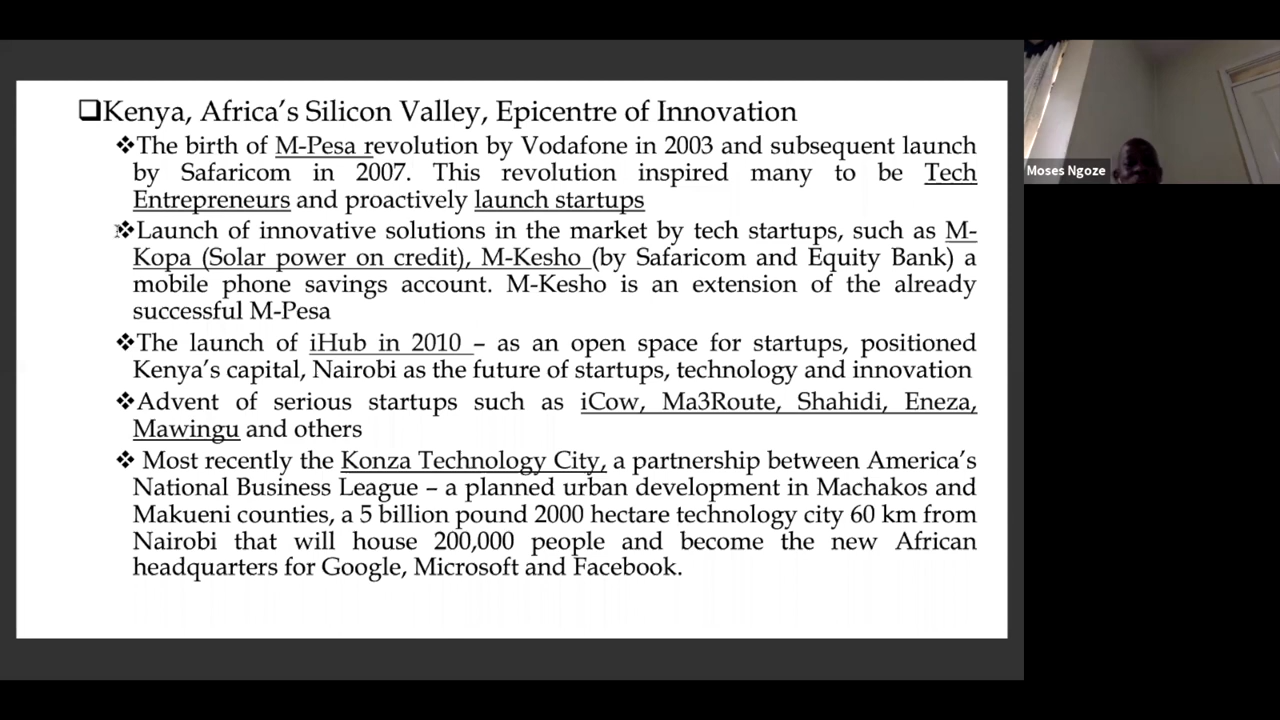 ❑Kenya, Africa’s Silicon Valley, Epicentre of Innovation
❖The birth of M-Pesa revolution by Vodafone in 2003 and subsequent launch
by Safaricom in 2007. This revolution inspired many to be Tech
Entrepreneurs and proactively launch startups
❖Launch of innovative solutions in the market by tech startups, such as M-
Kopa (Solar power on credit), M-Kesho (by Safaricom and Equity Bank) a
mobile phone savings account. M-Kesho is an extension of the already
successful M-Pesa
❖The launch of iHub in 2010 – as an open space for startups, positioned
Kenya’s capital, Nairobi as the future of startups, technology and innovation
❖Advent of serious startups such as iCow, Ma3Route, Shahidi, Eneza,
Mawingu and others
❖ Most recently the Konza Technology City, a partnership between America’s
National Business League – a planned urban development in Machakos and
Makueni counties, a 5 billion pound 2000 hectare technology city 60 km from
Nairobi that will house 200,000 people and become the new African
headquarters for Google, Microsoft and Facebook.
Moses Ngoze